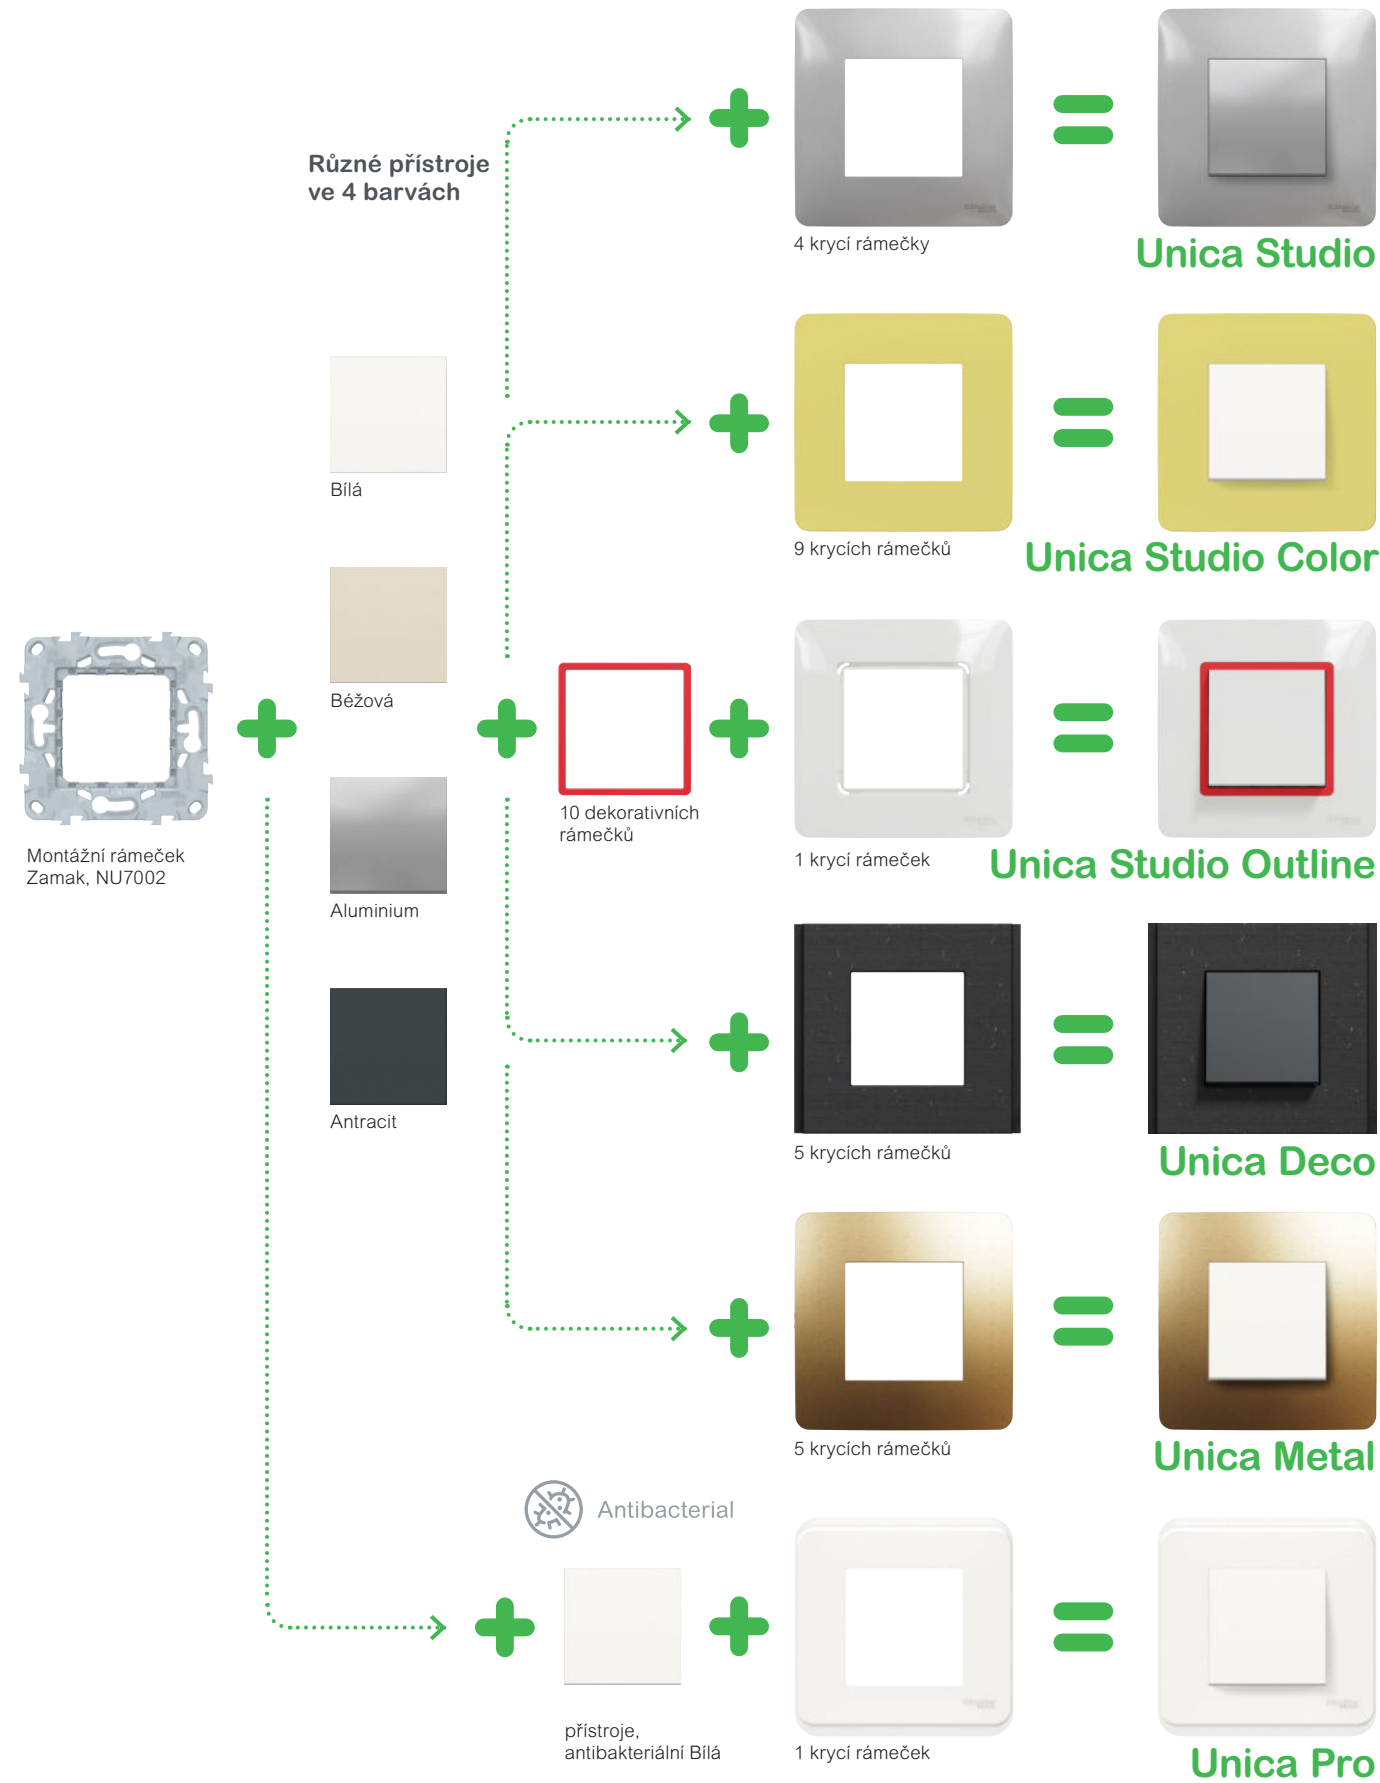 Různé přístroje
ve 4 barvách
4 krycí rámečky
Unica Studio
Bílá
9 krycích rámečků
Unica Studio Color
Béžová
10 dekorativních
rámečků
Montážní rámeček
Zamak, NU7002
1 krycí rámeček
Unica Studio Outline
Aluminium
Antracit
5 krycích rámečků
Unica Deco
5 krycích rámečků
Unica Metal
Antibacterial
přístroje,
antibakteriální Bílá
1 krycí rámeček
Unica Pro